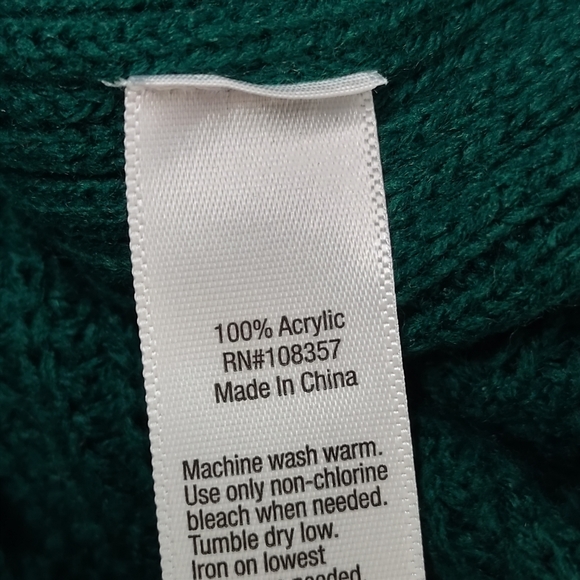 100% Acrylic
RN#108357
Made In China
Machine wash warm.
Use only non-chlorine
bleach when needed.
Tumble dry low.
Iron on lowest
needed